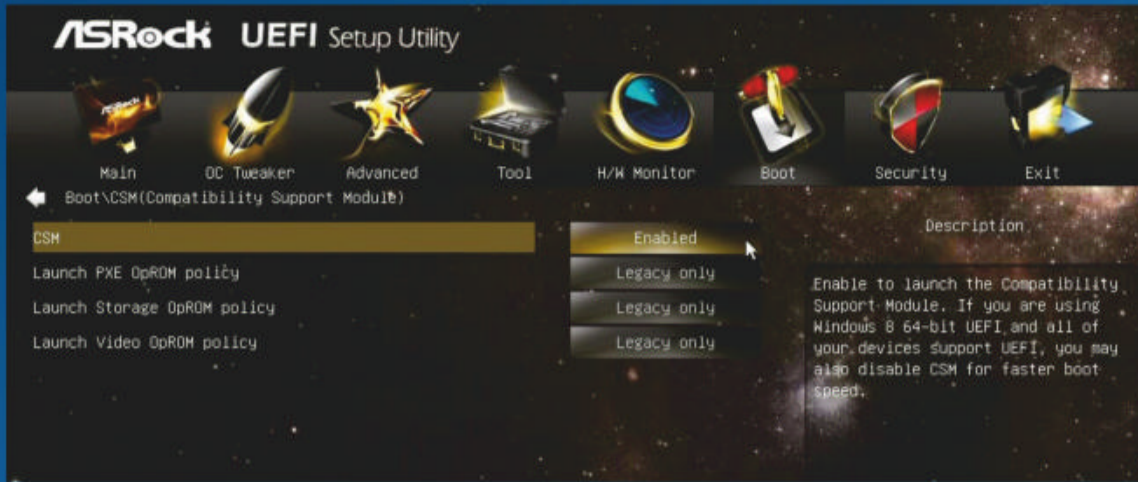 ASRock UEFI Setup Utility
Main OC Tweaker Advanced Tool H/W Monitor Boot Security Exit
Boot\CSM(Compatibility Support Module)
CSM Enabled
Launch PXE OpROM policy Legacy only
Launch Storage OpROM policy Legacy only
Launch Video OpROM policy Legacy only
Description
Enable to launch the Compatibility
Support Module. If you are using
Windows 8 64-bit UEFI and all of
your devices support UEFI, you may
also disable CSM for faster boot
speed.